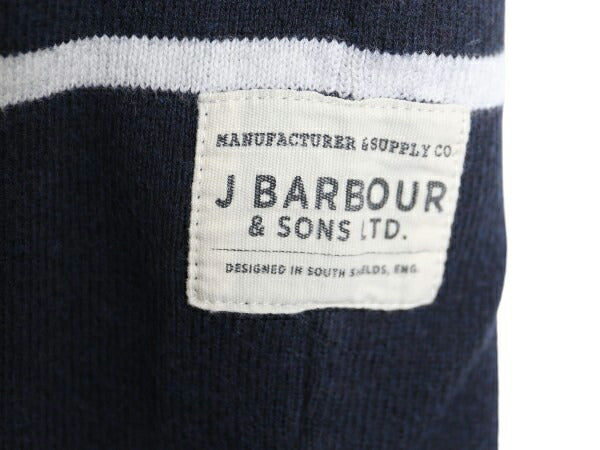 MANUFACTURER & SUPPLY CO
J BARBOUR
& SONS LTD.
DESIGNED IN SOUTH SHIELDS, ENG.